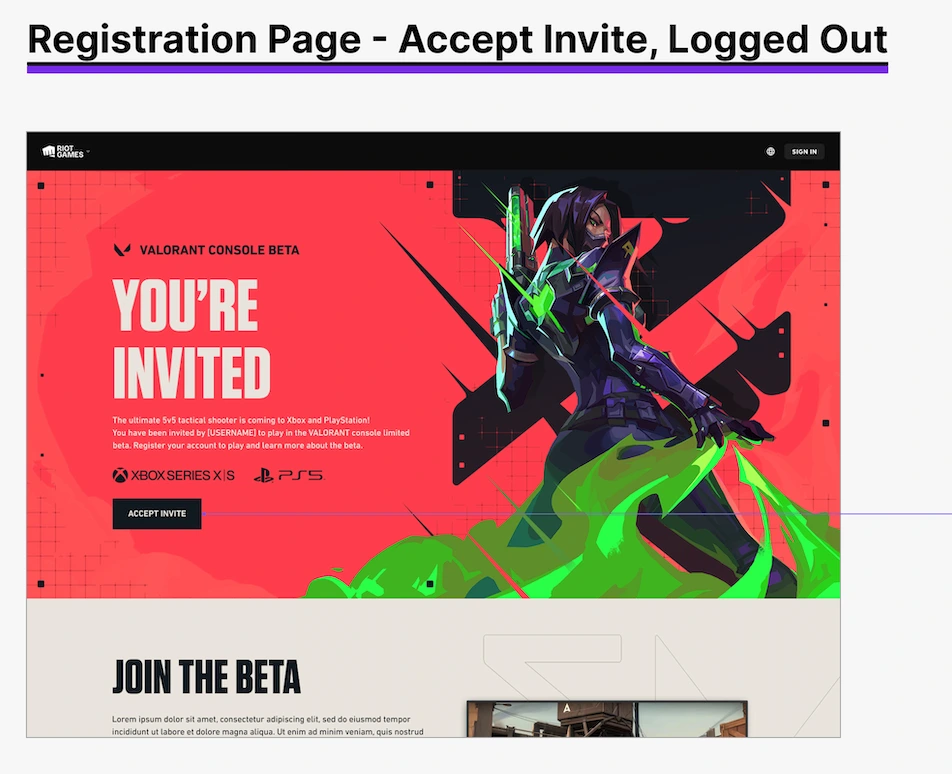 Registration Page - Accept Invite, Logged Out
RIOT
GAMES
SIGN IN
VALORANT CONSOLE BETA
YOU'RE
INVITED
The ultimate 5v5 tactical shooter is coming to Xbox and PlayStation!
You have been invited by [USERNAME] to play in the VALORANT console limited
beta. Register your account to play and learn more about the beta.
XBOX SERIES X|S PS5
ACCEPT INVITE
JOIN THE BETA
Lorem ipsum dolor sit amet, consectetur adipiscing elit, sed do eiusmod tempor
incididunt ut labore et dolore magna aliqua. Ut enim ad minim veniam, quis nostrud
A